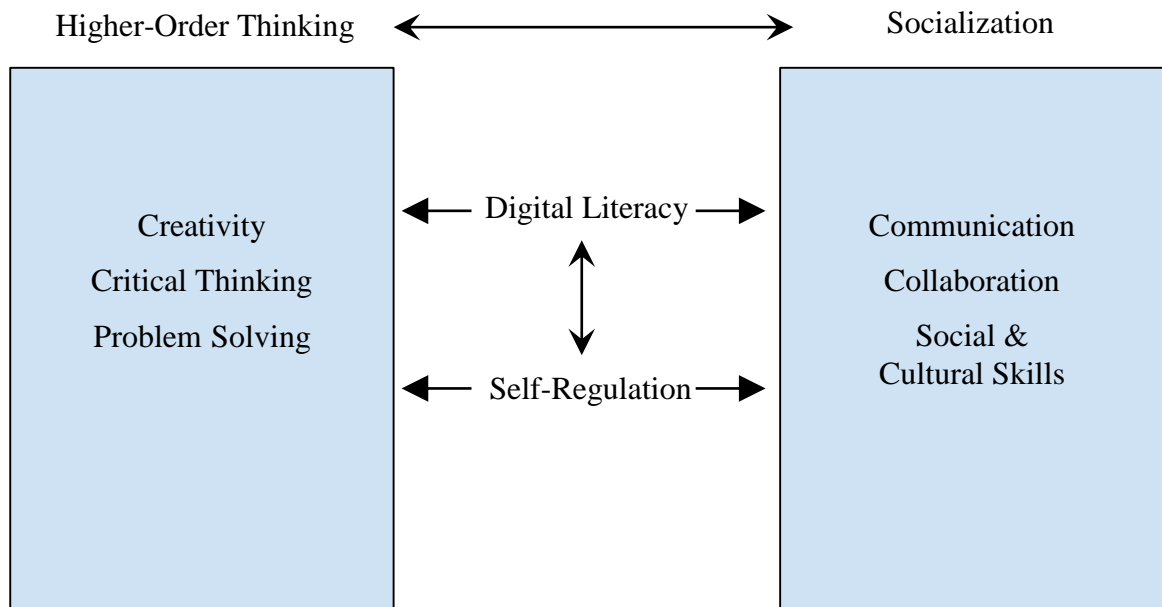 Higher-Order Thinking
Socialization
Creativity
Critical Thinking
Problem Solving
Digital Literacy
Self-Regulation
Communication
Collaboration
Social &
Cultural Skills